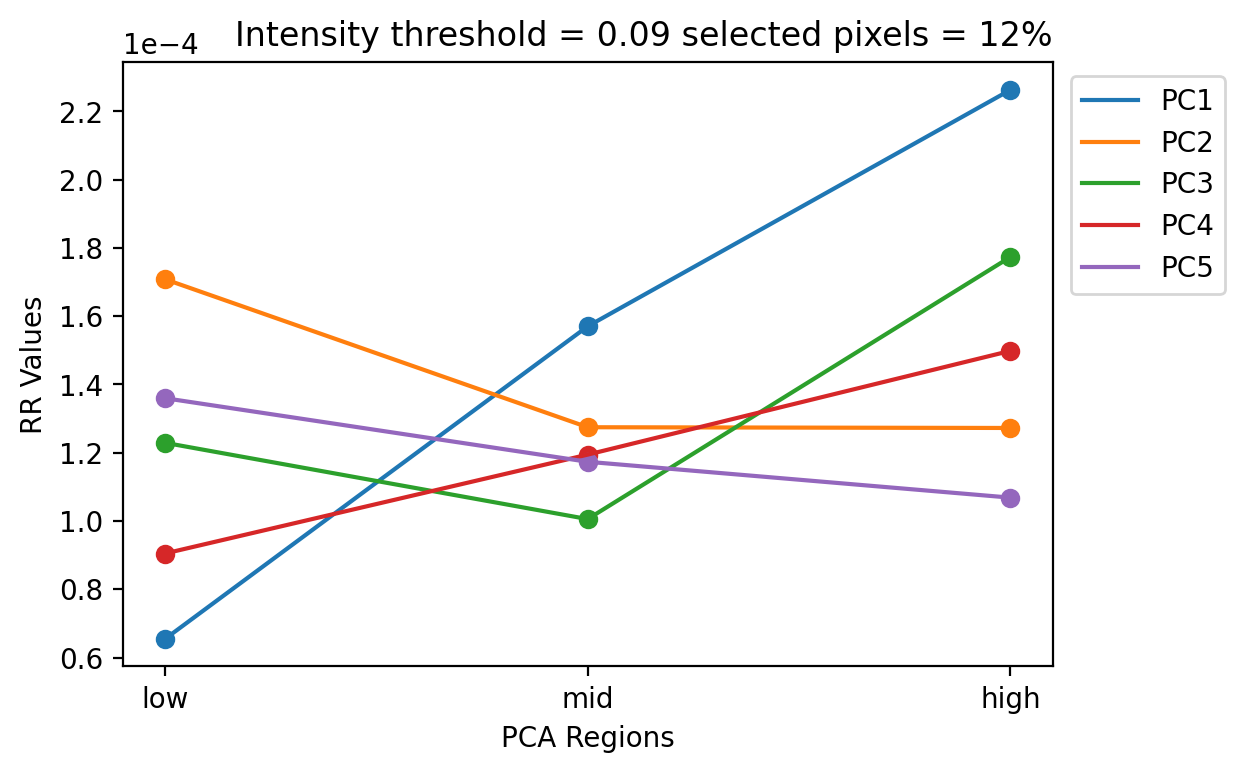 Intensity threshold = 0.09 selected pixels = 12%
1e−4
2.2
2.0
1.8
1.6
1.4
1.2
1.0
0.8
0.6
RR Values
low mid high
PCA Regions
PC1
PC2
PC3
PC4
PC5